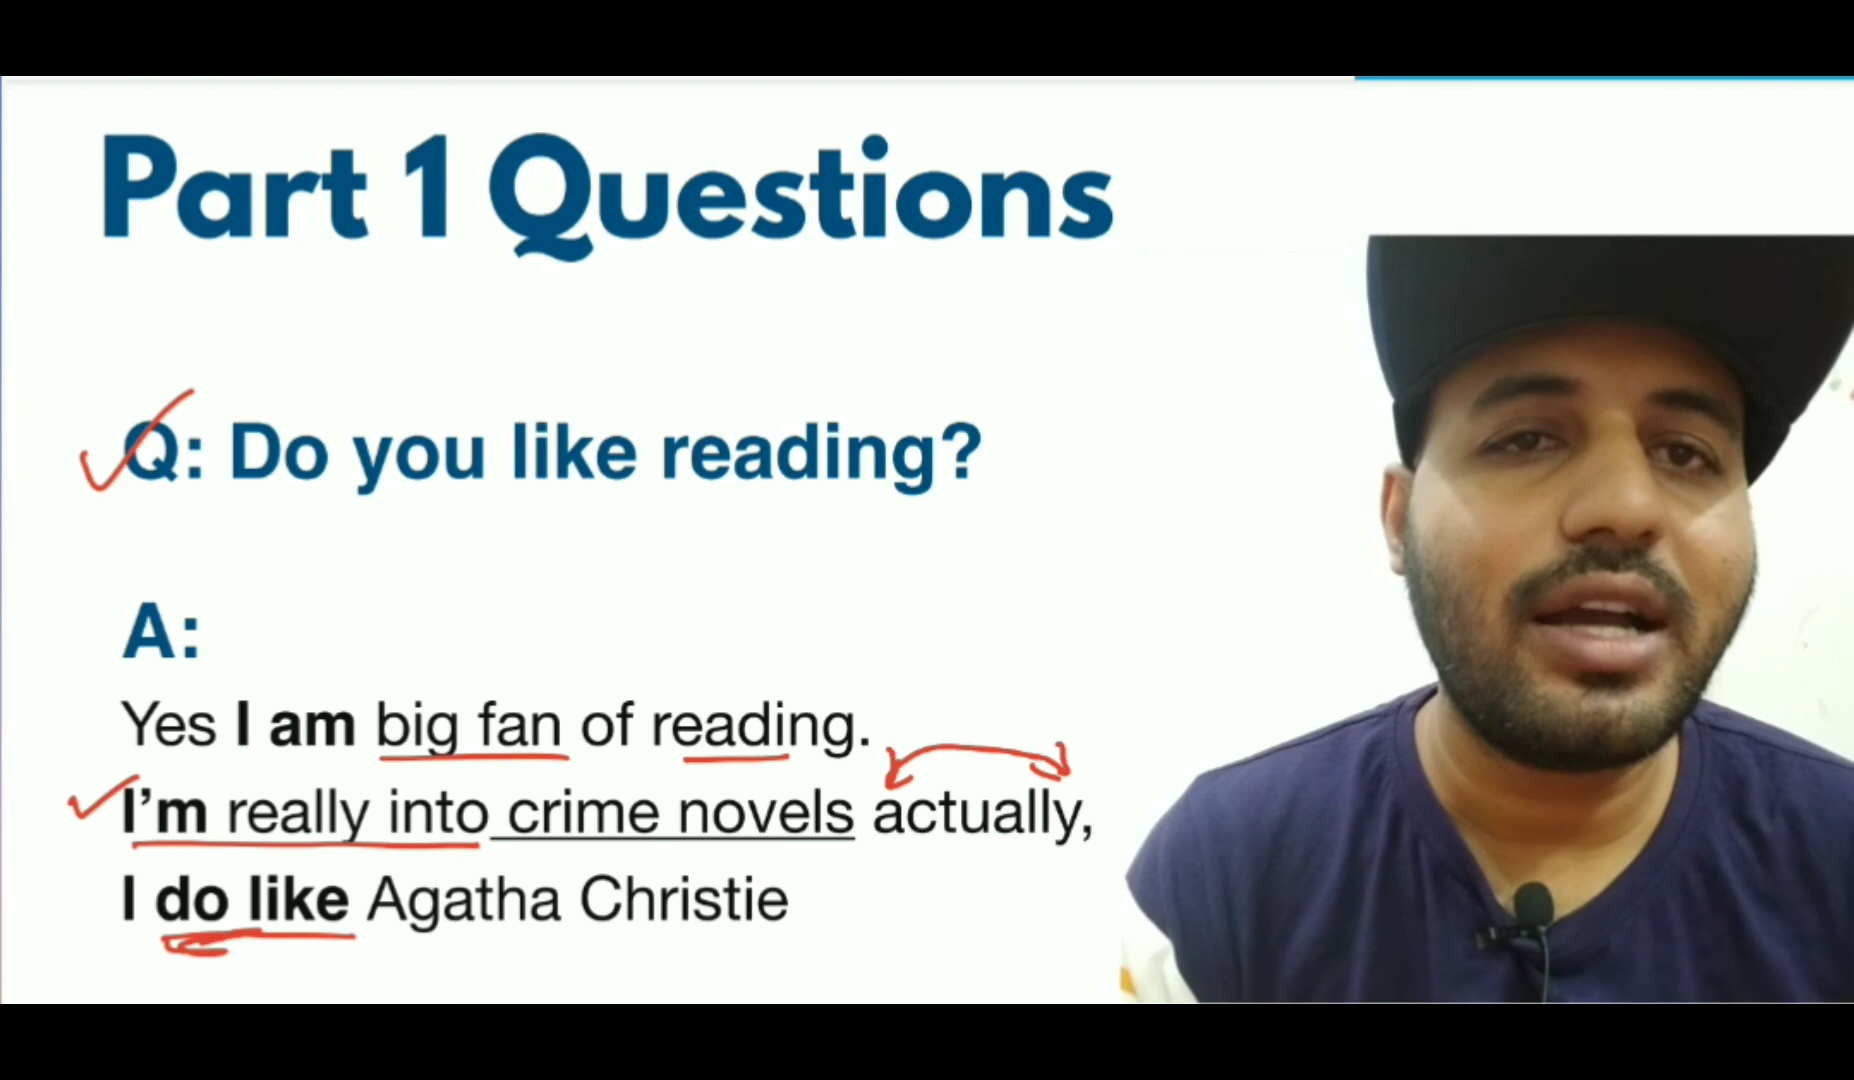 Part 1 Questions
Q: Do you like reading?
A:
Yes I am big fan of reading.
I’m really into crime novels actually,
I do like Agatha Christie